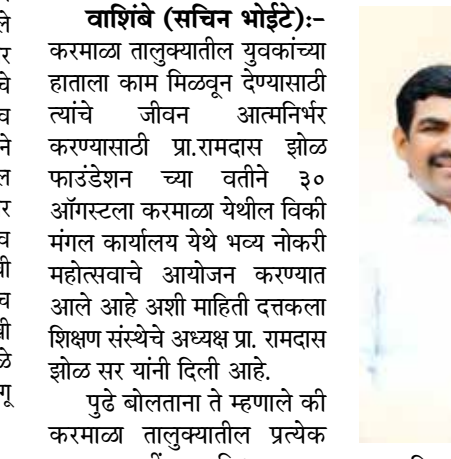 वाशिंबे (सचिन भोईटे):-
करमाळा तालुक्यातील युवकांच्या
हाताला काम मिळवून देण्यासाठी
त्यांचे जीवन आत्मनिर्भर
करण्यासाठी प्रा.रामदास झोळ
फाउंडेशन च्या वतीने ३०
ऑगस्टला करमाळा येथील विकी
मंगल कार्यालय येथे भव्य नोकरी
महोत्सवाचे आयोजन करण्यात
आले आहे अशी माहिती दत्तकला
शिक्षण संस्थेचे अध्यक्ष प्रा. रामदास
झोळ सर यांनी दिली आहे.
पुढे बोलताना ते म्हणाले की
करमाळा तालुक्यातील प्रत्येक